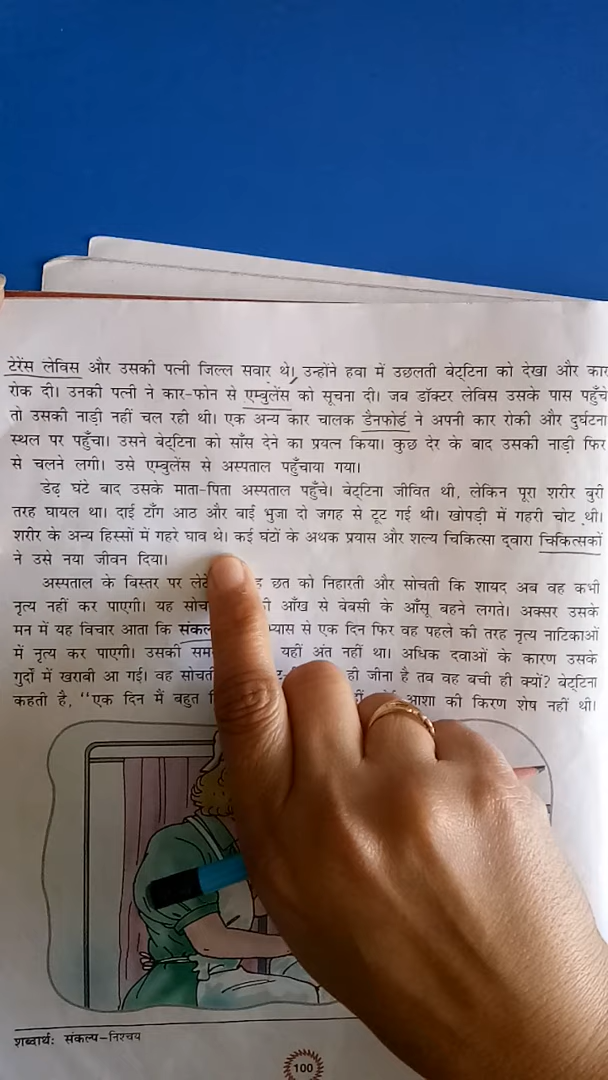 टेरेंस लेविस और उसकी पत्नी जिल्ल सवार थे। उन्होंने हवा में उछलती बेट्टिना को देखा और कार
रोक दी। उनकी पत्नी ने कार-फोन से एम्बुलेंस को सूचना दी। जब डॉक्टर लेविस उसके पास पहुँचे
तो उसकी नाड़ी नहीं चल रही थी। एक अन्य कार चालक डैनफोर्ड ने अपनी कार रोकी और दुर्घटना
स्थल पर पहुँचा। उसने बेट्टिना को साँस देने का प्रयत्न किया। कुछ देर के बाद उसकी नाड़ी फिर
से चलने लगी। उसे एम्बुलेंस से अस्पताल पहुँचाया गया।
डेढ़ घंटे बाद उसके माता-पिता अस्पताल पहुँचे। बेट्टिना जीवित थी, लेकिन पूरा शरीर बुरी
तरह घायल था। दाई टाँग आठ और बाई भुजा दो जगह से टूट गई थी। खोपड़ी में गहरी चोट थी।
शरीर के अन्य हिस्सों में गहरे घाव थे। कई घंटों के अथक प्रयास और शल्य चिकित्सा द्वारा चिकित्सकों
ने उसे नया जीवन दिया।
अस्पताल के बिस्तर पर छत को निहारती और सोचती कि शायद अब वह कभी
नृत्य नहीं कर पाएगी। यह आँख से बेबसी के आँसू बहने लगते। अक्सर उसके
मन में यह विचार आता कि से एक दिन फिर वह पहले की तरह नृत्य नाटिकाओं
में नृत्य कर पाएगी। उसकी यहीं अंत नहीं था। अधिक दवाओं के कारण उसके
गुर्दों में खराबी आ गई। वह ही जीना है तब वह बची ही क्यों? बेट्टिना
कहती है, "एक दिन मैं बहुत आशा की किरण शेष नहीं थी।
शब्दार्थः संकल्प–निश्चय
100